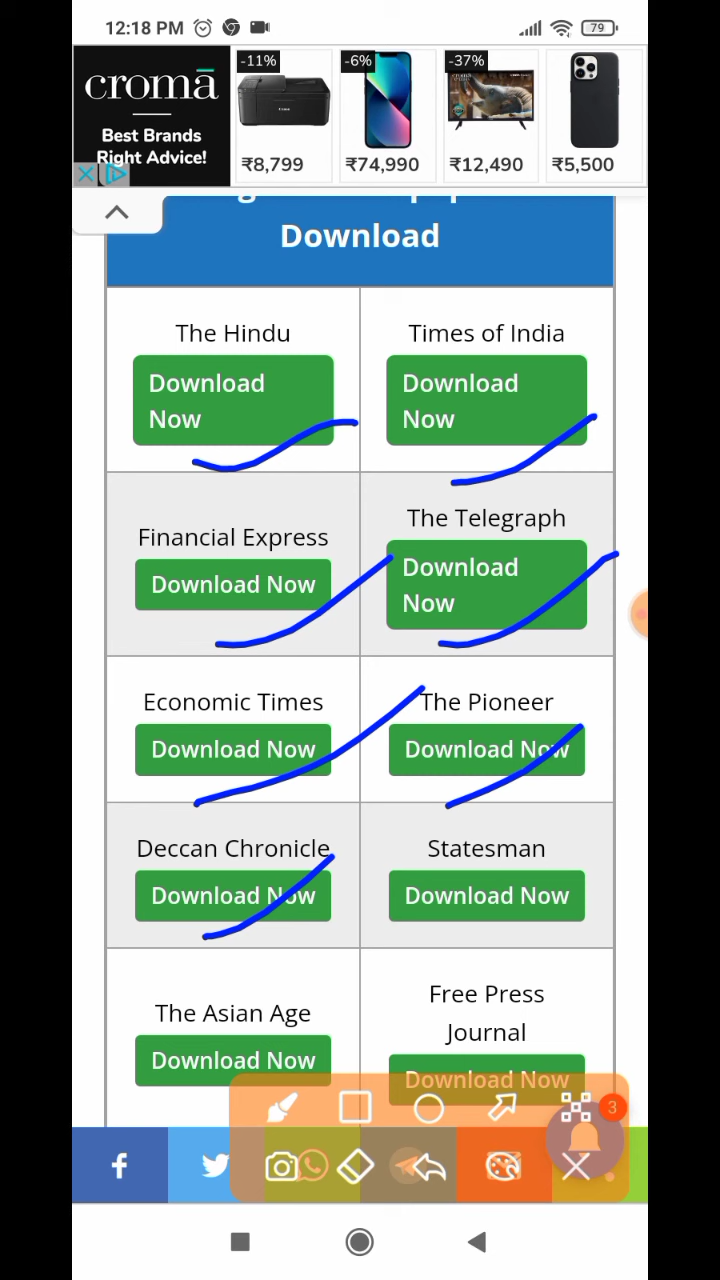 12:18 PM
79
cromā
Best Brands
Right Advice!
-11%
₹8,799
-6%
₹74,990
-37%
₹12,490
₹5,500
Download
The Hindu
Download
Now
Times of India
Download
Now
Financial Express
Download Now
The Telegraph
Download
Now
Economic Times
Download Now
The Pioneer
Download Now
Deccan Chronicle
Download Now
Statesman
Download Now
The Asian Age
Download Now
Free Press
Journal
Download Now
3